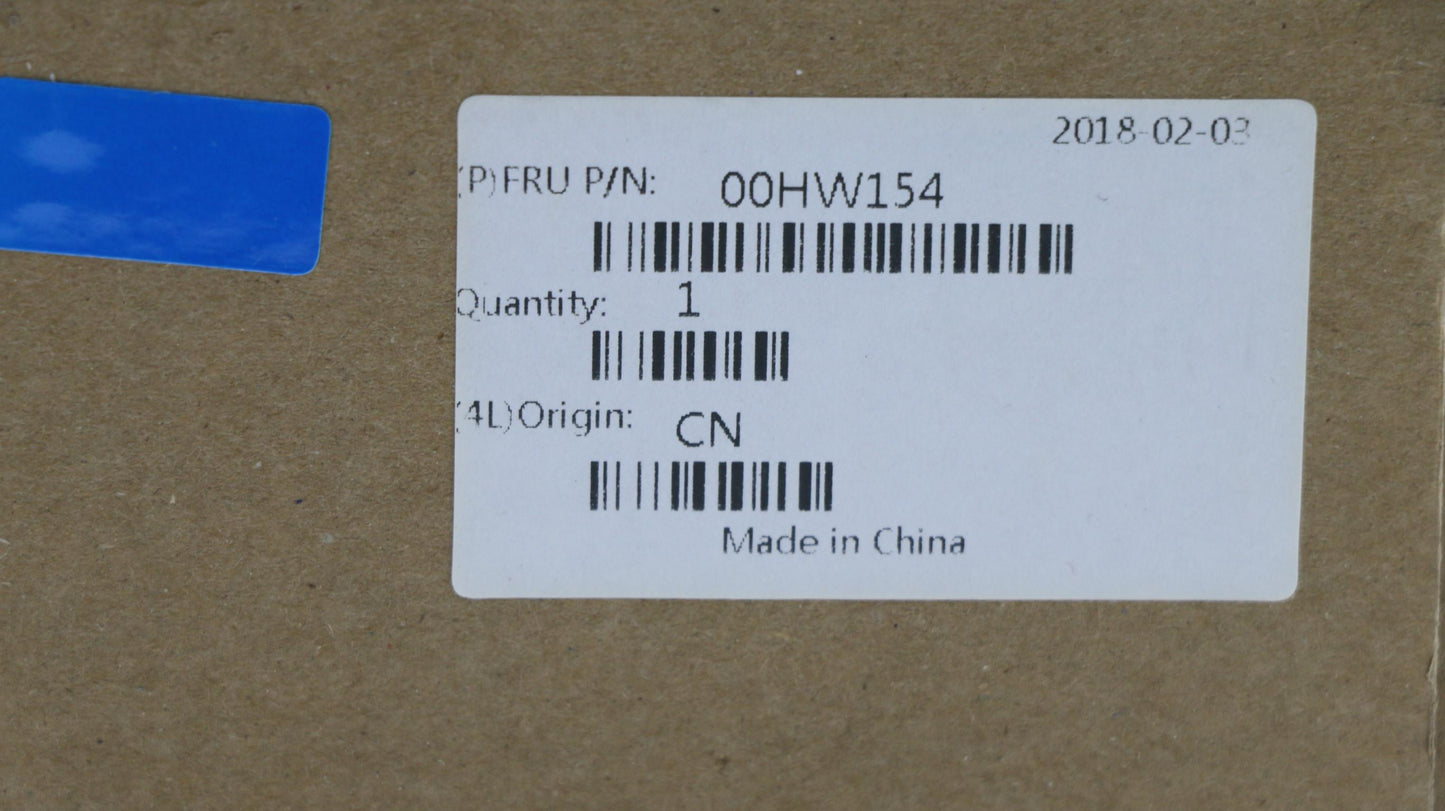 2018-02-03
(P)FRU P/N: 00HW154
Quantity: 1
(4L)Origin: CN
Made in China